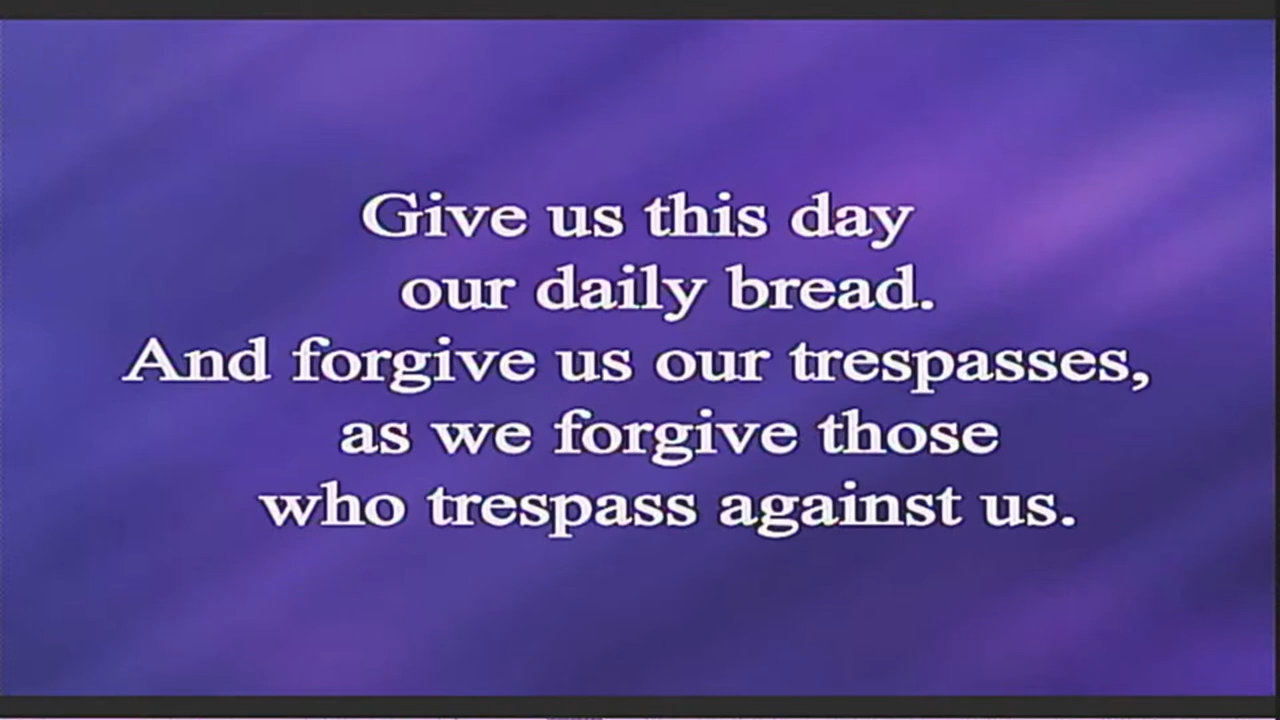 Give us this day
our daily bread.
And forgive us our trespasses,
as we forgive those
who trespass against us.